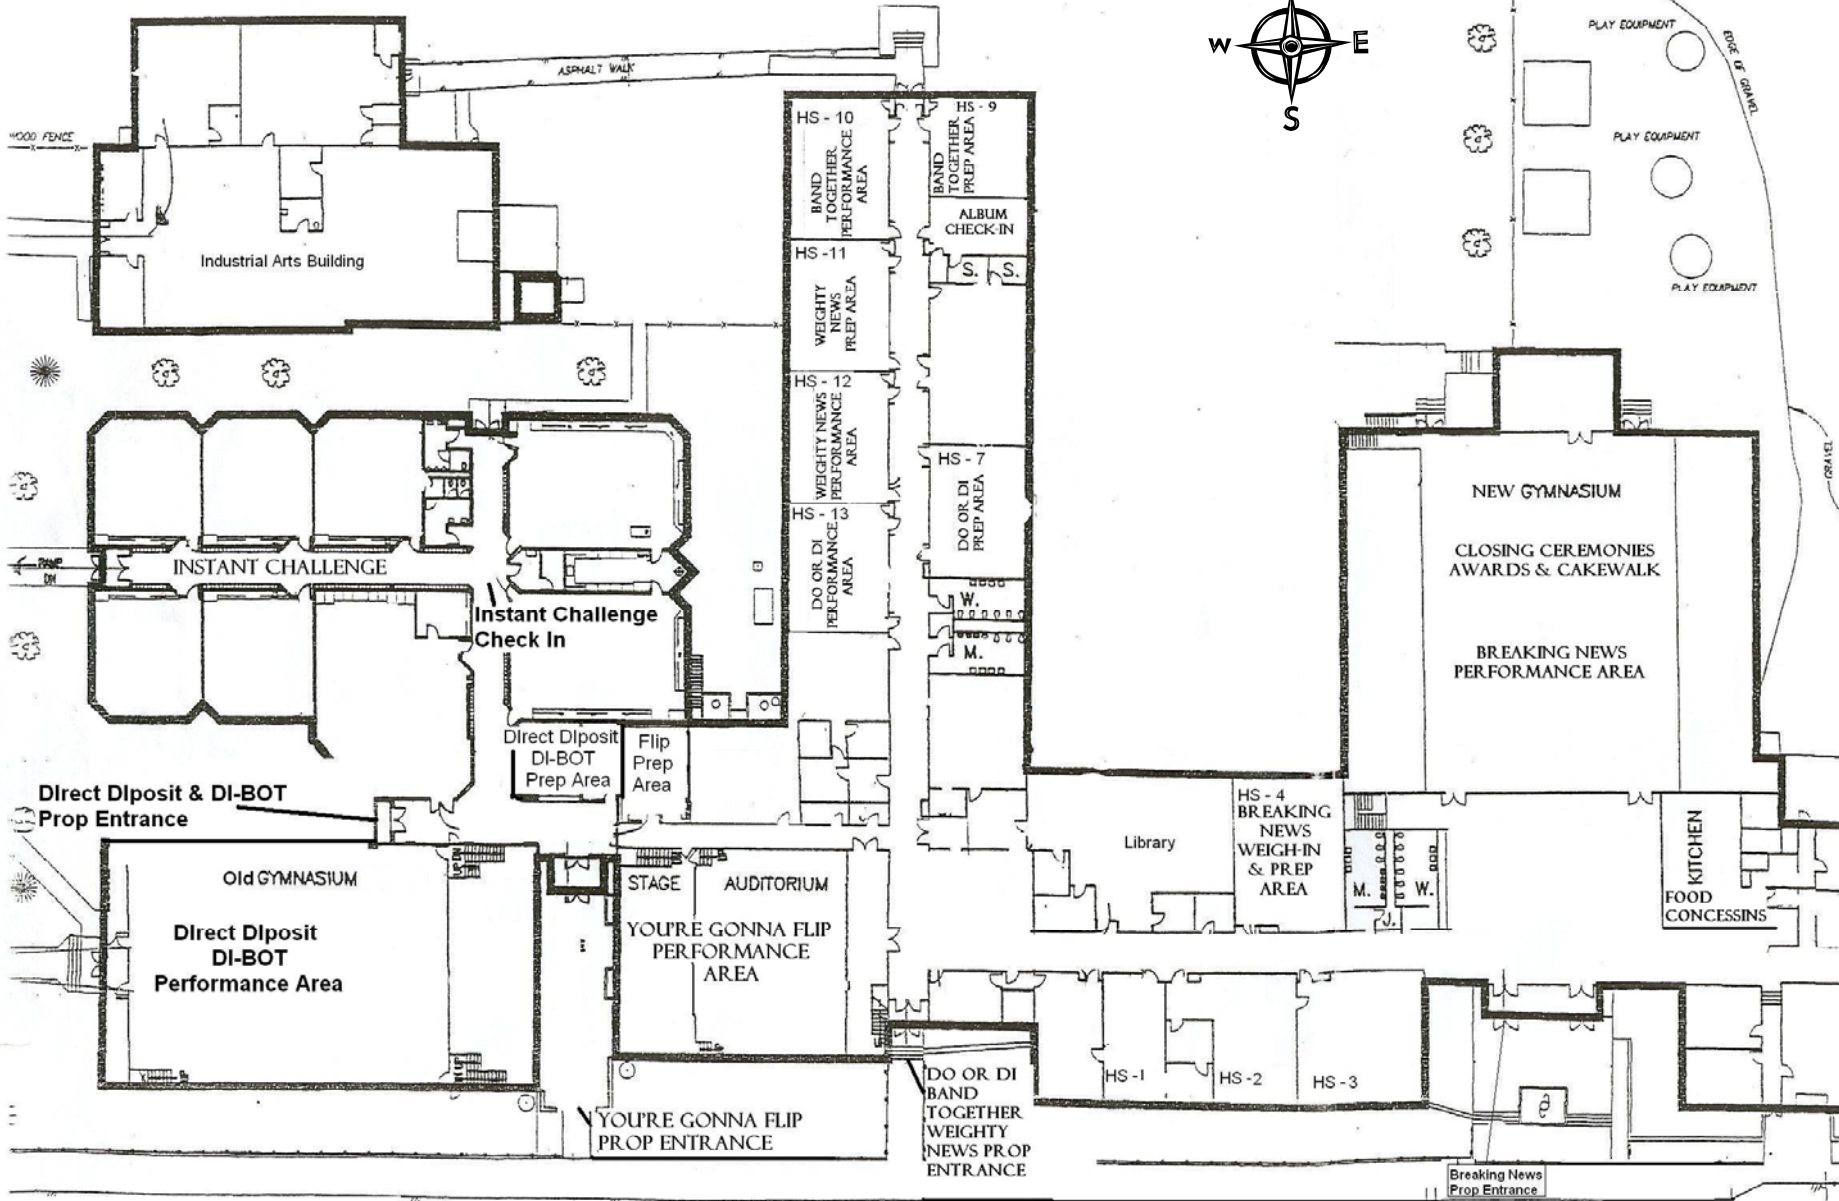 W
E
S
ASPHALT WALK
WOOD FENCE
Industrial Arts Building
PLAY EQUIPMENT
EDGE OF GRAVEL
PLAY EQUIPMENT
PLAY EQUIPMENT
GRAVEL
HS - 10
BAND
TOGETHER
PERFORMANCE
AREA
HS - 9
BAND
TOGETHER
PREP AREA
ALBUM
CHECK-IN
S.
S.
HS -11
WEIGHTY
NEWS
PREP AREA
HS - 12
WEIGHTY NEWS
PERFORMANCE
AREA
HS - 7
DO OR DI
PREP AREA
HS - 13
DO OR DI
PERFORMANCE
AREA
W.
M.
NEW GYMNASIUM
CLOSING CEREMONIES
AWARDS & CAKEWALK
BREAKING NEWS
PERFORMANCE AREA
RAMP
DN
INSTANT CHALLENGE
Instant Challenge
Check In
DIrect DIposit
DI-BOT
Prep Area
Flip
Prep
Area
DIrect DIposit & DI-BOT
Prop Entrance
Old GYMNASIUM
DIrect DIposit
DI-BOT
Performance Area
UP
DN
STAGE
AUDITORIUM
YOU'RE GONNA FLIP
PERFORMANCE
AREA
Library
HS - 4
BREAKING
NEWS
WEIGH-IN
& PREP
AREA
M.
W.
J.
KITCHEN
FOOD
CONCESSINS
HS -1
HS -2
HS -3
YOU'RE GONNA FLIP
PROP ENTRANCE
DO OR DI
BAND
TOGETHER
WEIGHTY
NEWS PROP
ENTRANCE
Breaking News
Prop Entrance